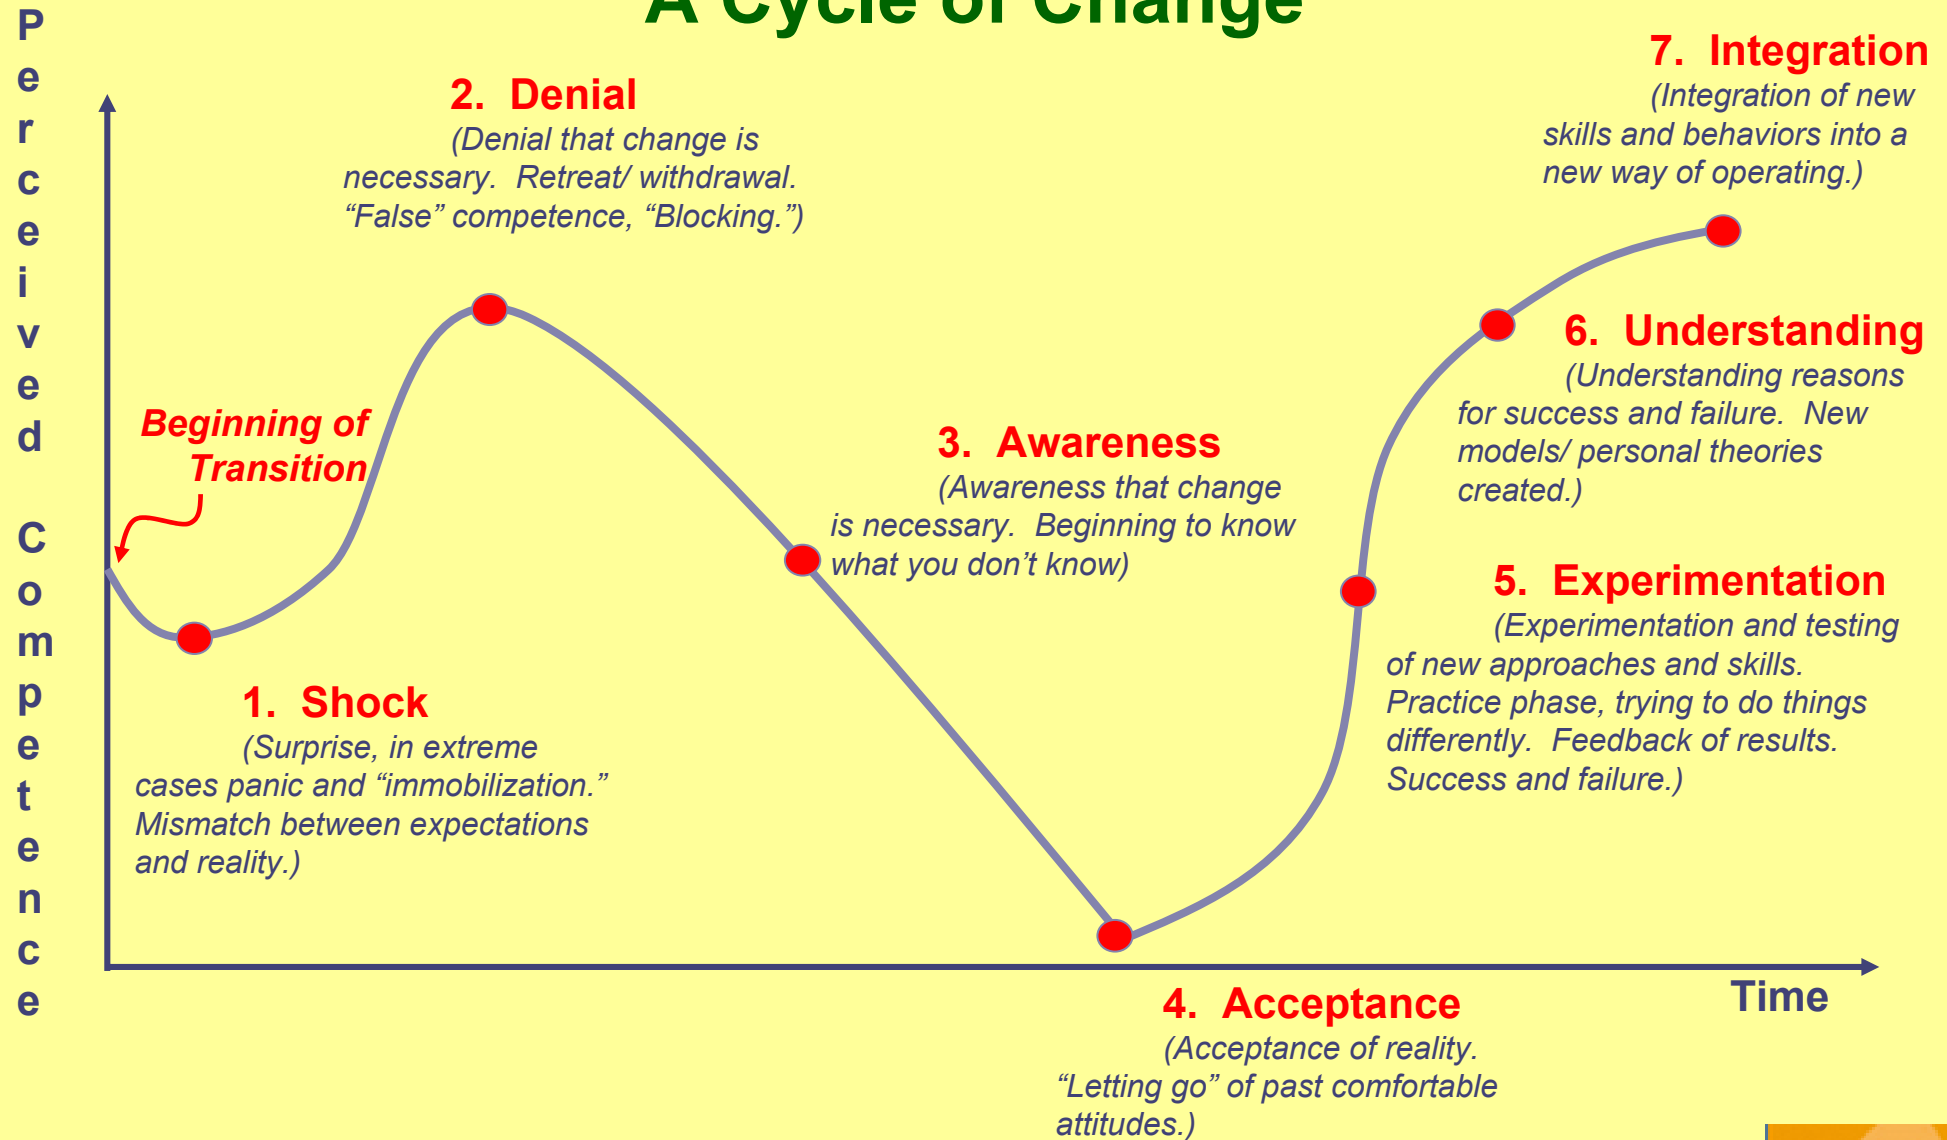 A Cycle of Change
Perceived Competence
7. Integration
(Integration of new
skills and behaviors into a
new way of operating.)
2. Denial
(Denial that change is
necessary. Retreat/ withdrawal.
“False” competence, “Blocking.”)
6. Understanding
(Understanding reasons
for success and failure. New
models/ personal theories
created.)
Beginning of
Transition
3. Awareness
(Awareness that change
is necessary. Beginning to know
what you don’t know)
5. Experimentation
(Experimentation and testing
of new approaches and skills.
Practice phase, trying to do things
differently. Feedback of results.
Success and failure.)
1. Shock
(Surprise, in extreme
cases panic and “immobilization.”
Mismatch between expectations
and reality.)
Time
4. Acceptance
(Acceptance of reality.
“Letting go” of past comfortable
attitudes.)